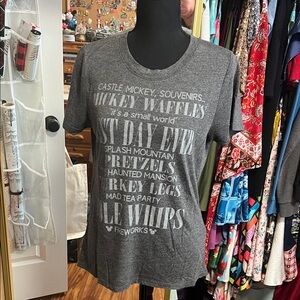 CASTLE, MICKEY, SOUVENIRS,
MICKEY WAFFLES
"it's a small world"
ST DAY EVE
SPLASH MOUNTAIN
PRETZELS
HAUNTED MANSION
RKEY LEGS
MAD TEA PARTY
LE WHIPS
FIREWORKS